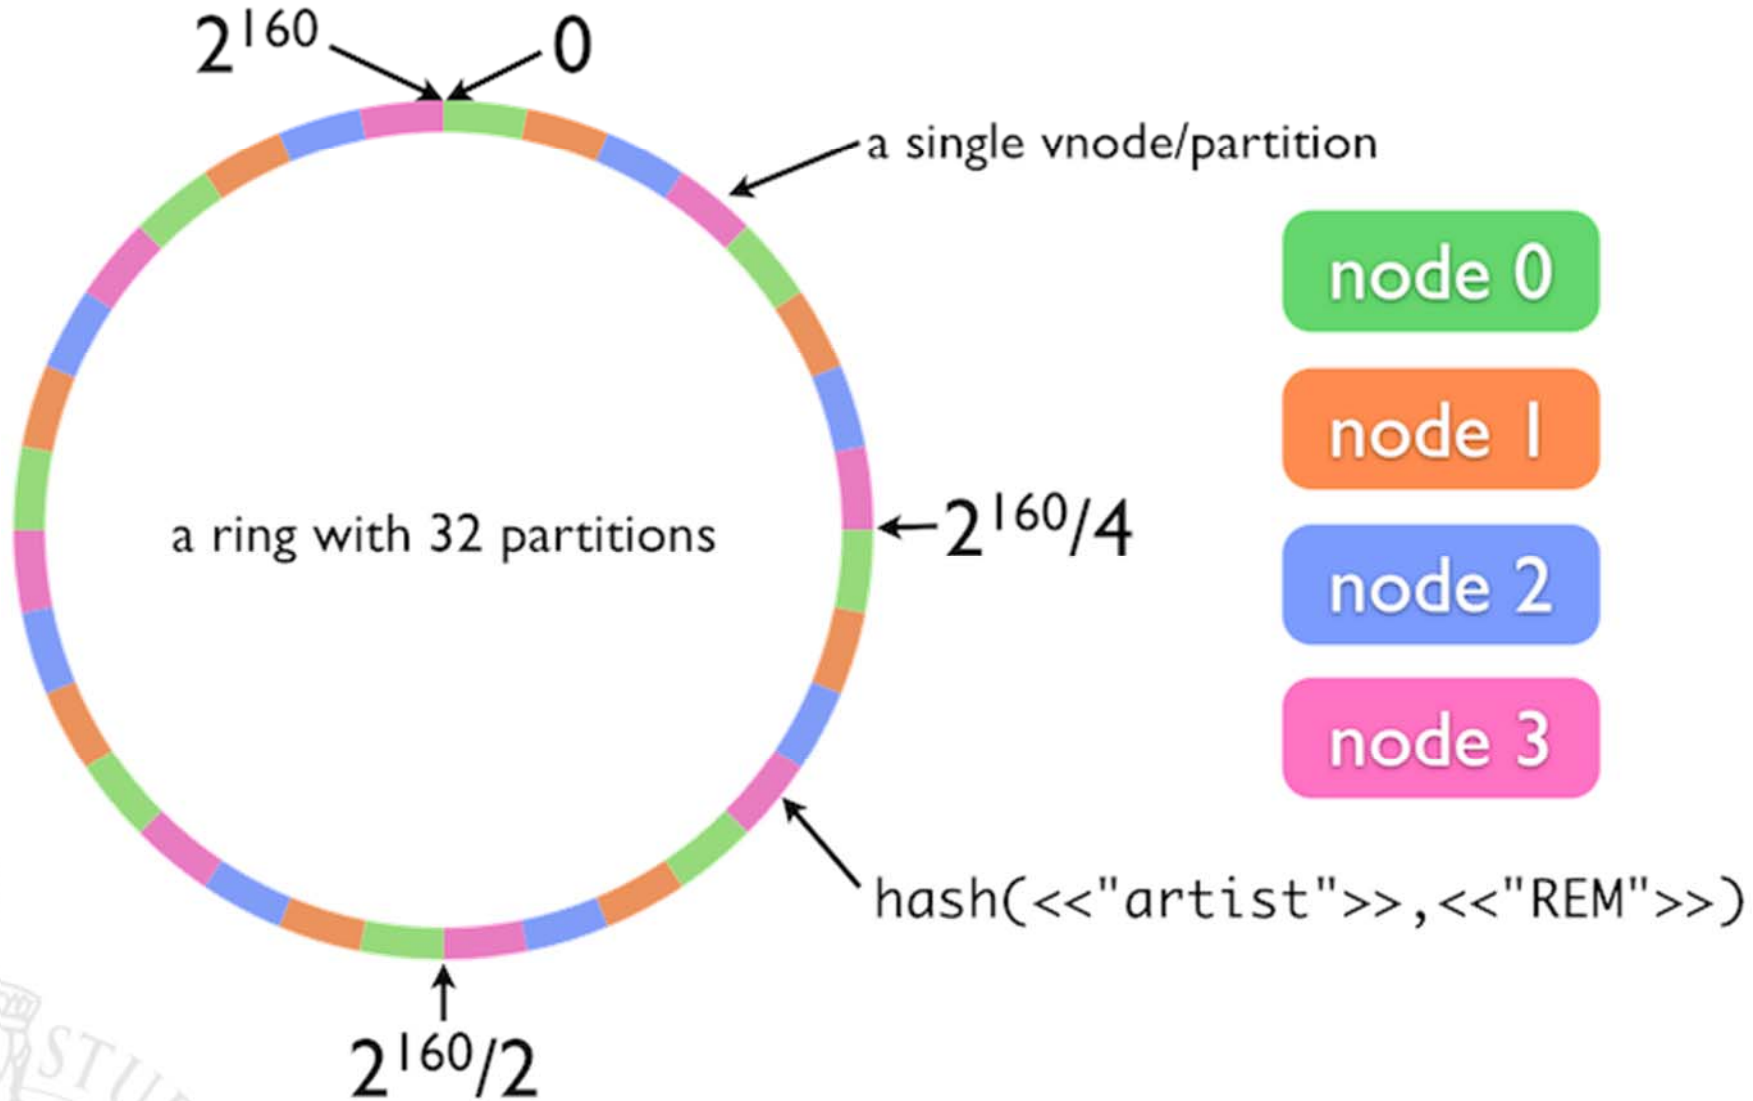 2^160
0
a single vnode/partition
node 0
node 1
2^160/4
a ring with 32 partitions
node 2
node 3
hash(<<"artist">>,<<"REM">>)
2^160/2